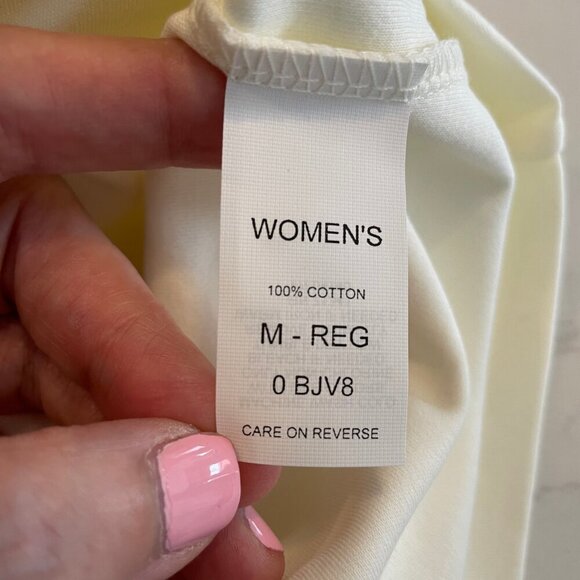 WOMEN'S
100% COTTON
M - REG
0 BJV8
CARE ON REVERSE